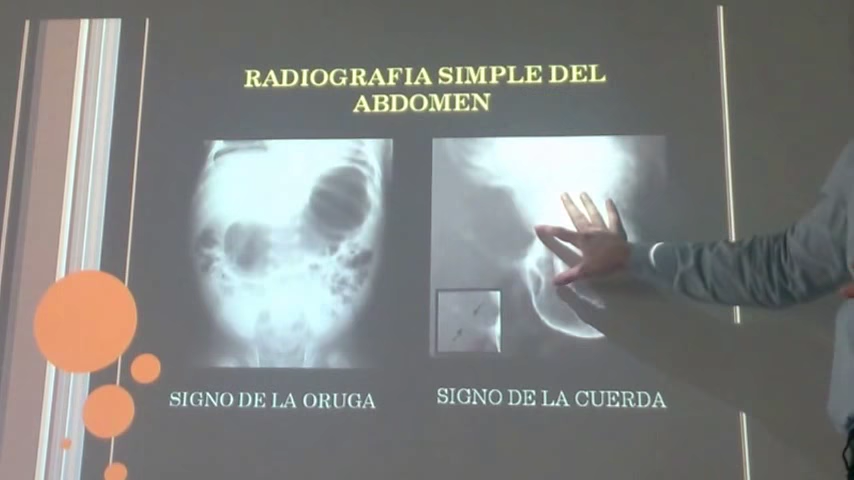 RADIOGRAFIA SIMPLE DEL
ABDOMEN
SIGNO DE LA ORUGA
SIGNO DE LA CUERDA